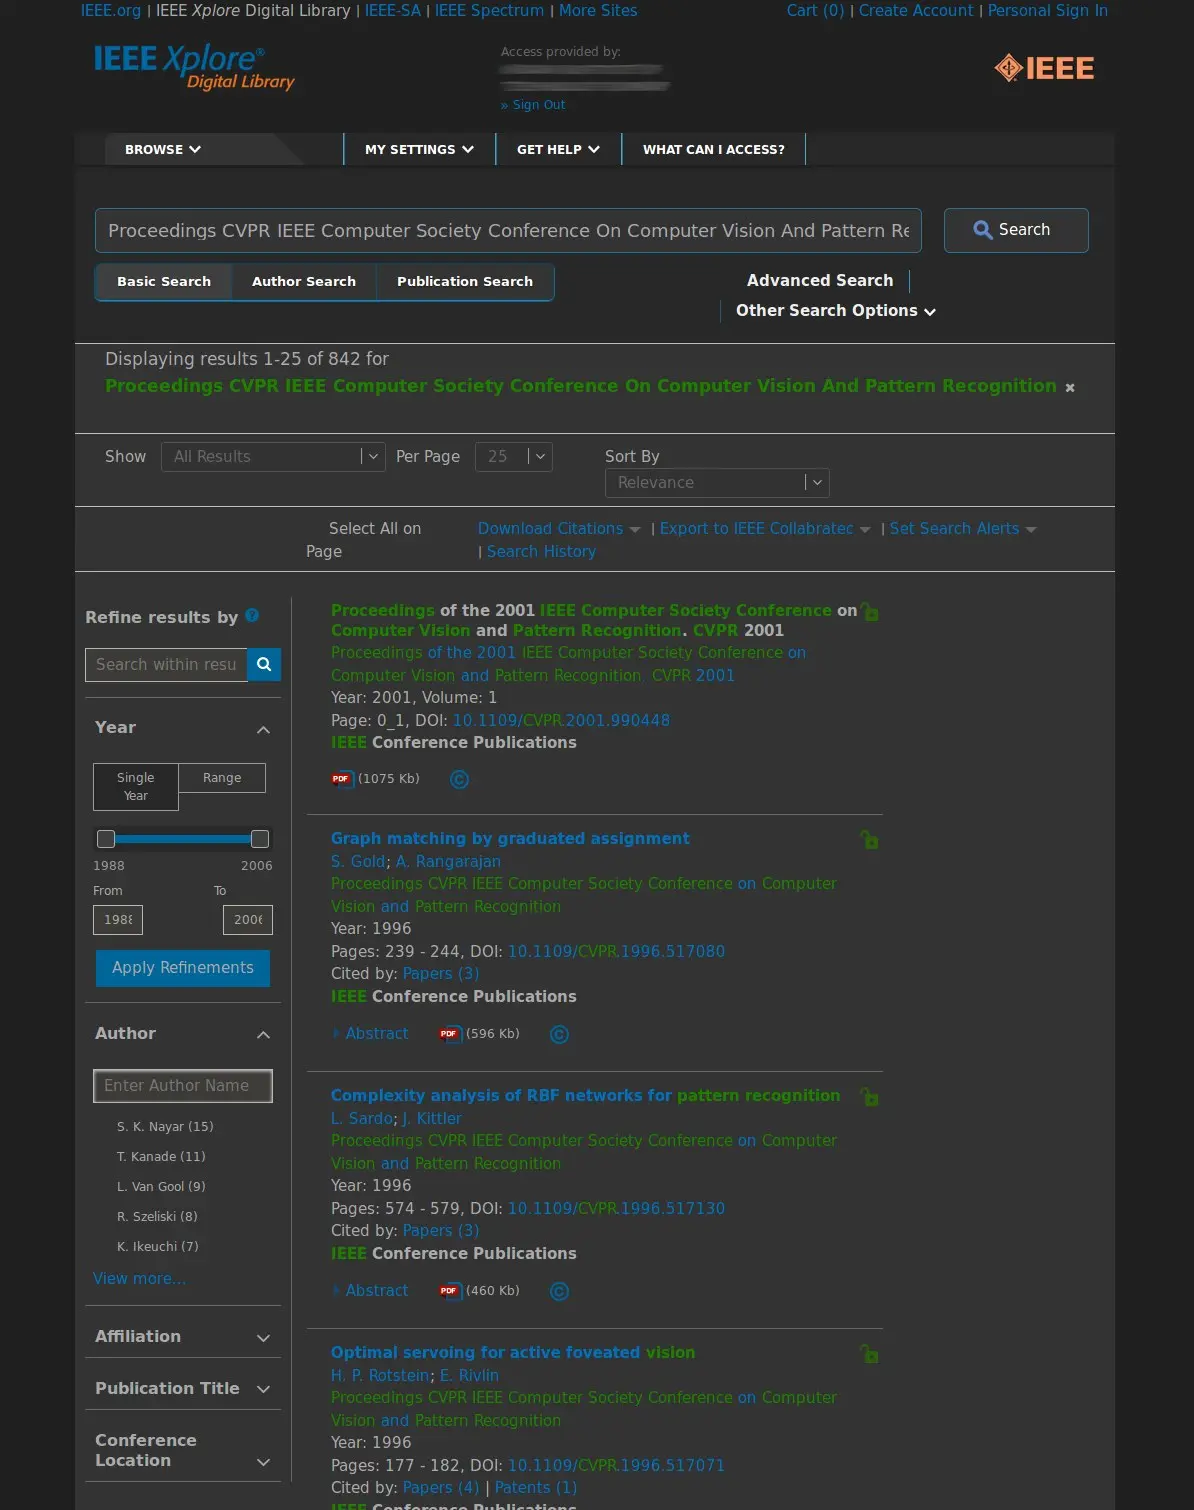 IEEE.org | IEEE Xplore Digital Library | IEEE-SA | IEEE Spectrum | More Sites
Cart (0) | Create Account | Personal Sign In
IEEE Xplore®
Digital Library
Access provided by:
» Sign Out
IEEE
BROWSE
MY SETTINGS
GET HELP
WHAT CAN I ACCESS?
Proceedings CVPR IEEE Computer Society Conference On Computer Vision And Pattern Re
Search
Basic Search
Author Search
Publication Search
Advanced Search
Other Search Options
Displaying results 1-25 of 842 for
Proceedings CVPR IEEE Computer Society Conference On Computer Vision And Pattern Recognition ×
Show
All Results
Per Page
25
Sort By
Relevance
Select All on
Page
Download Citations | Export to IEEE Collabratec | Set Search Alerts
| Search History
Refine results by ?
Search within resu
Year
Single
Year
Range
1988
2006
From
To
1988
2006
Apply Refinements
Author
Enter Author Name
S. K. Nayar (15)
T. Kanade (11)
L. Van Gool (9)
R. Szeliski (8)
K. Ikeuchi (7)
View more...
Affiliation
Publication Title
Conference
Location
Proceedings of the 2001 IEEE Computer Society Conference on
Computer Vision and Pattern Recognition. CVPR 2001
Proceedings of the 2001 IEEE Computer Society Conference on
Computer Vision and Pattern Recognition. CVPR 2001
Year: 2001, Volume: 1
Page: 0_1, DOI: 10.1109/CVPR.2001.990448
IEEE Conference Publications
PDF (1075 Kb) ©
Graph matching by graduated assignment
S. Gold; A. Rangarajan
Proceedings CVPR IEEE Computer Society Conference on Computer
Vision and Pattern Recognition
Year: 1996
Pages: 239 - 244, DOI: 10.1109/CVPR.1996.517080
Cited by: Papers (3)
IEEE Conference Publications
Abstract PDF (596 Kb) ©
Complexity analysis of RBF networks for pattern recognition
L. Sardo; J. Kittler
Proceedings CVPR IEEE Computer Society Conference on Computer
Vision and Pattern Recognition
Year: 1996
Pages: 574 - 579, DOI: 10.1109/CVPR.1996.517130
Cited by: Papers (3)
IEEE Conference Publications
Abstract PDF (460 Kb) ©
Optimal servoing for active foveated vision
H. P. Rotstein; E. Rivlin
Proceedings CVPR IEEE Computer Society Conference on Computer
Vision and Pattern Recognition
Year: 1996
Pages: 177 - 182, DOI: 10.1109/CVPR.1996.517071
Cited by: Papers (4) | Patents (1)
IEEE Conference Publications